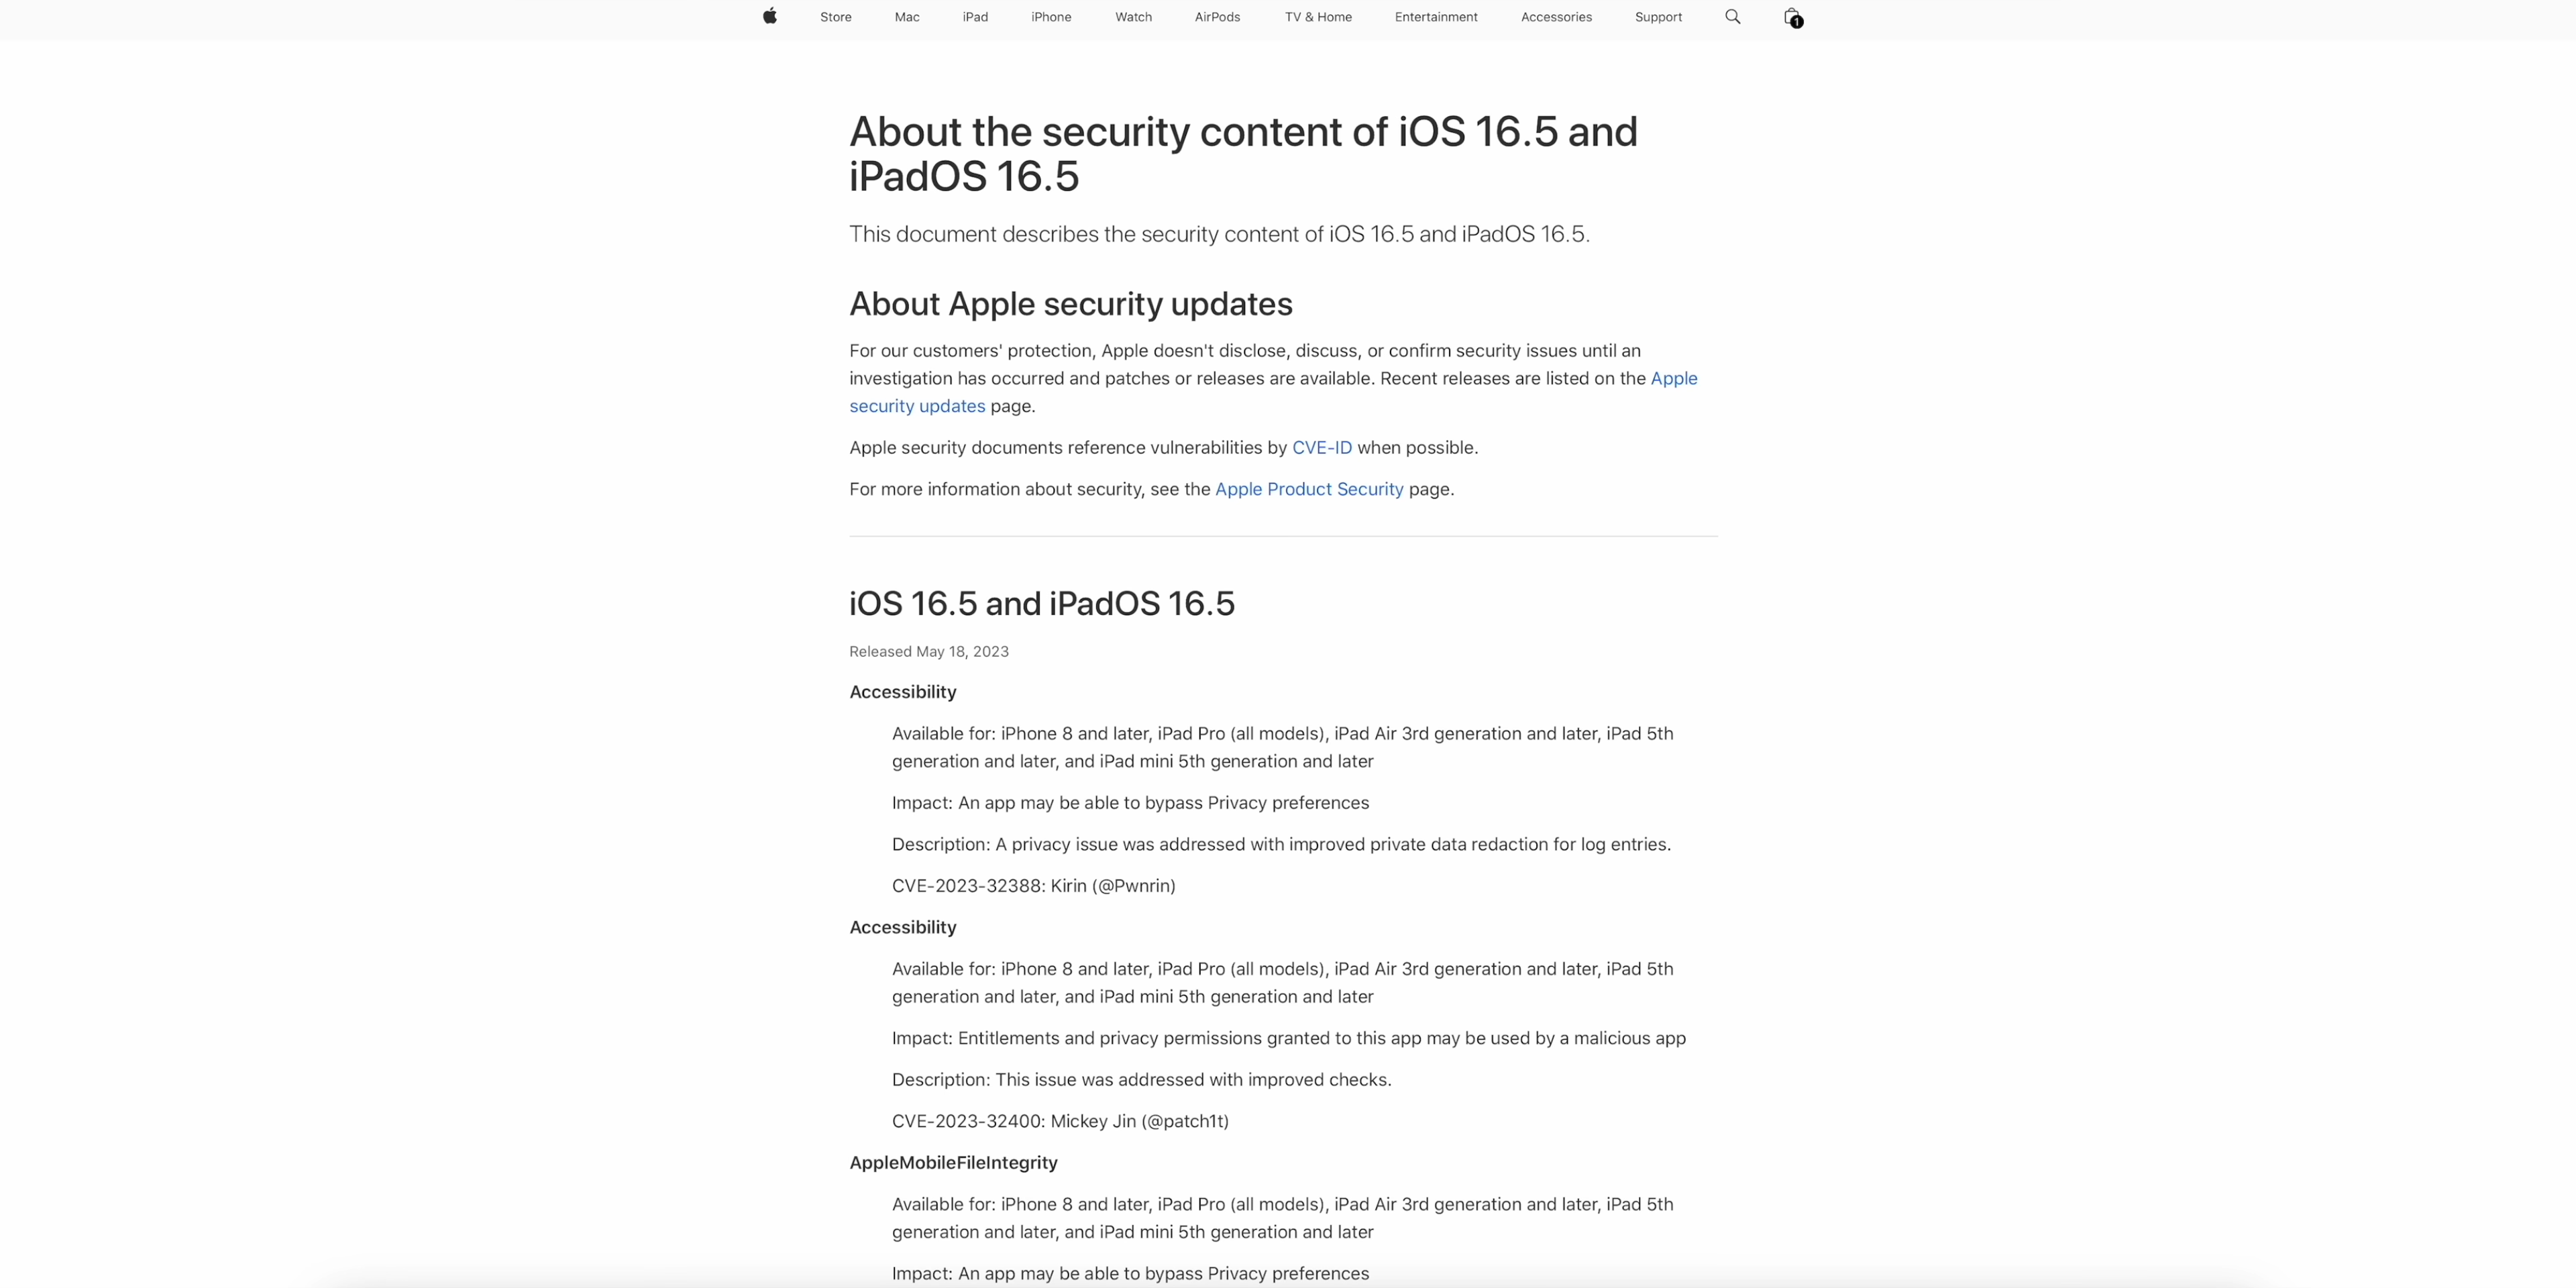 Store Mac iPad iPhone Watch AirPods TV & Home Entertainment Accessories Support 1
About the security content of iOS 16.5 and
iPadOS 16.5
This document describes the security content of iOS 16.5 and iPadOS 16.5.
About Apple security updates
For our customers' protection, Apple doesn't disclose, discuss, or confirm security issues until an
investigation has occurred and patches or releases are available. Recent releases are listed on the Apple
security updates page.
Apple security documents reference vulnerabilities by CVE-ID when possible.
For more information about security, see the Apple Product Security page.
iOS 16.5 and iPadOS 16.5
Released May 18, 2023
Accessibility
Available for: iPhone 8 and later, iPad Pro (all models), iPad Air 3rd generation and later, iPad 5th
generation and later, and iPad mini 5th generation and later
Impact: An app may be able to bypass Privacy preferences
Description: A privacy issue was addressed with improved private data redaction for log entries.
CVE-2023-32388: Kirin (@Pwnrin)
Accessibility
Available for: iPhone 8 and later, iPad Pro (all models), iPad Air 3rd generation and later, iPad 5th
generation and later, and iPad mini 5th generation and later
Impact: Entitlements and privacy permissions granted to this app may be used by a malicious app
Description: This issue was addressed with improved checks.
CVE-2023-32400: Mickey Jin (@patch1t)
AppleMobileFileIntegrity
Available for: iPhone 8 and later, iPad Pro (all models), iPad Air 3rd generation and later, iPad 5th
generation and later, and iPad mini 5th generation and later
Impact: An app may be able to bypass Privacy preferences